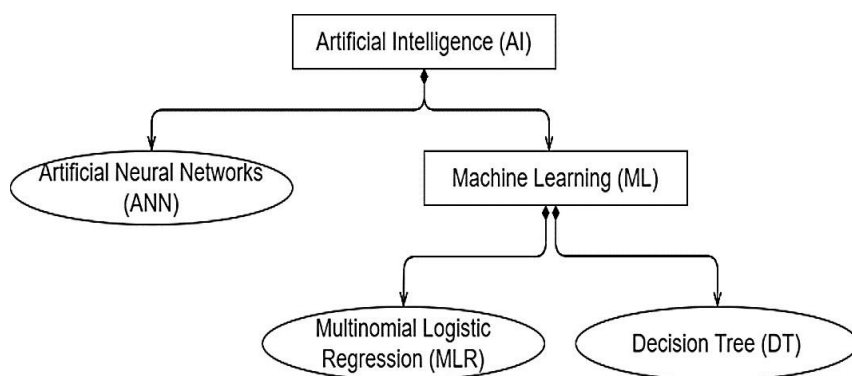 Artificial Intelligence (AI)
Artificial Neural Networks
(ANN)
Machine Learning (ML)
Multinomial Logistic
Regression (MLR)
Decision Tree (DT)